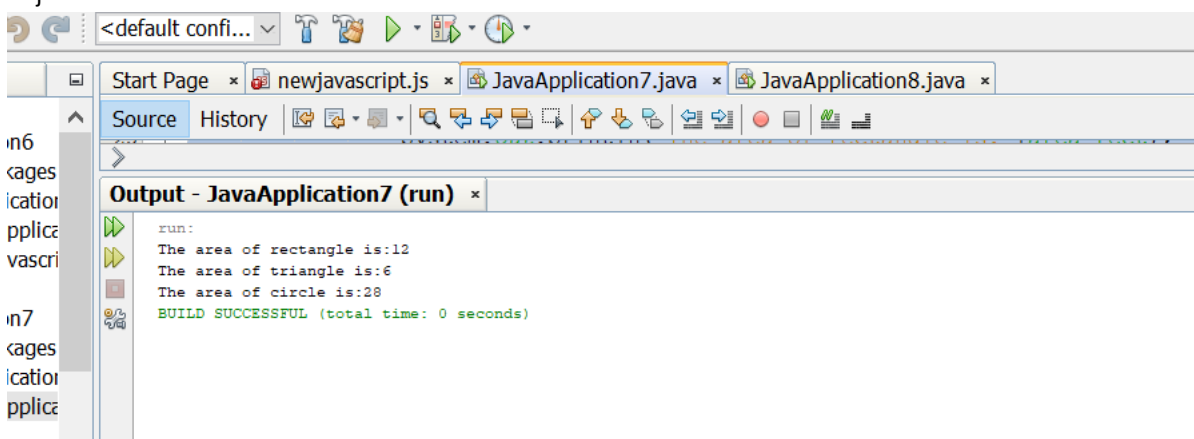 <default confi...
Start Page × newjavascript.js × JavaApplication7.java × JavaApplication8.java ×
Source History
on6
kages
ication
pplica
vascri
on7
kages
ication
pplica
Output - JavaApplication7 (run) ×
run:
The area of rectangle is:12
The area of triangle is:6
The area of circle is:28
BUILD SUCCESSFUL (total time: 0 seconds)